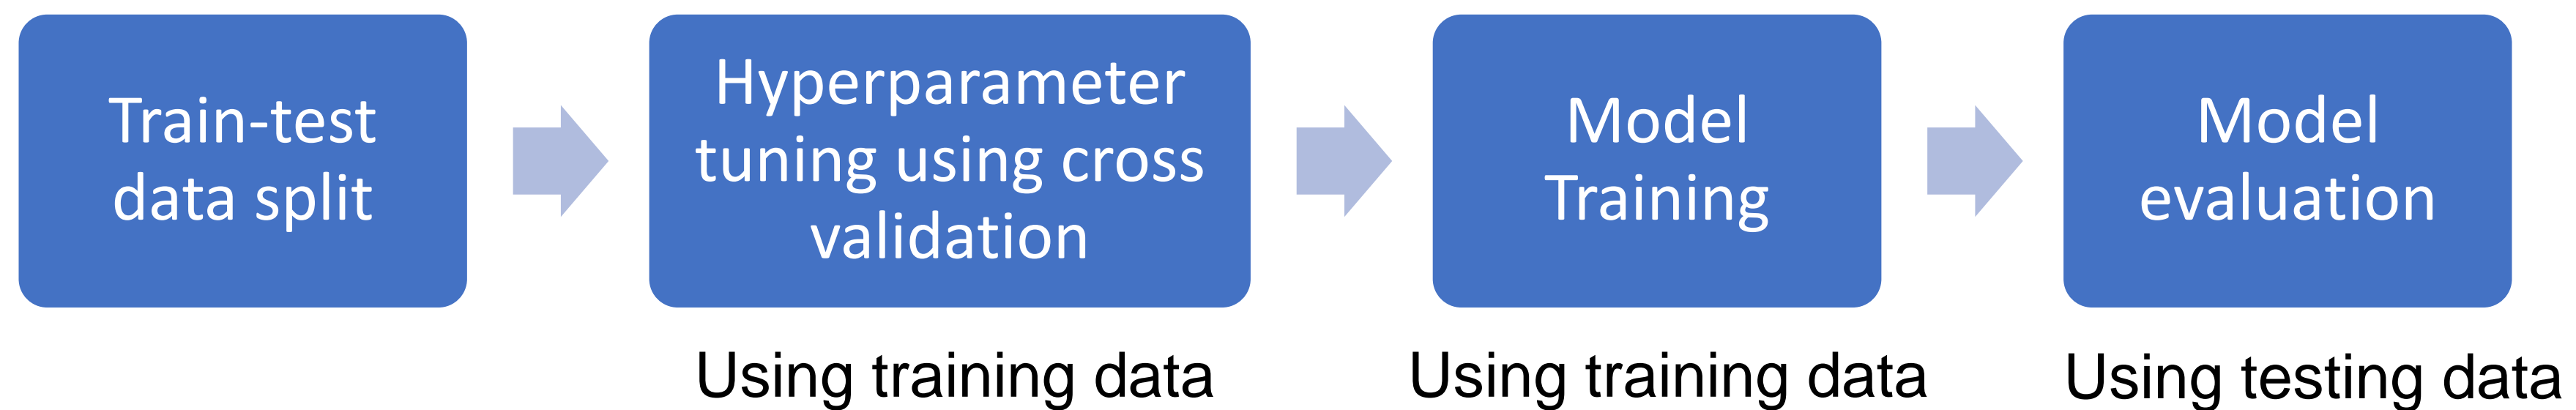 Train-test
data split
Hyperparameter
tuning using cross
validation
Model
Training
Model
evaluation
Using training data
Using training data
Using testing data